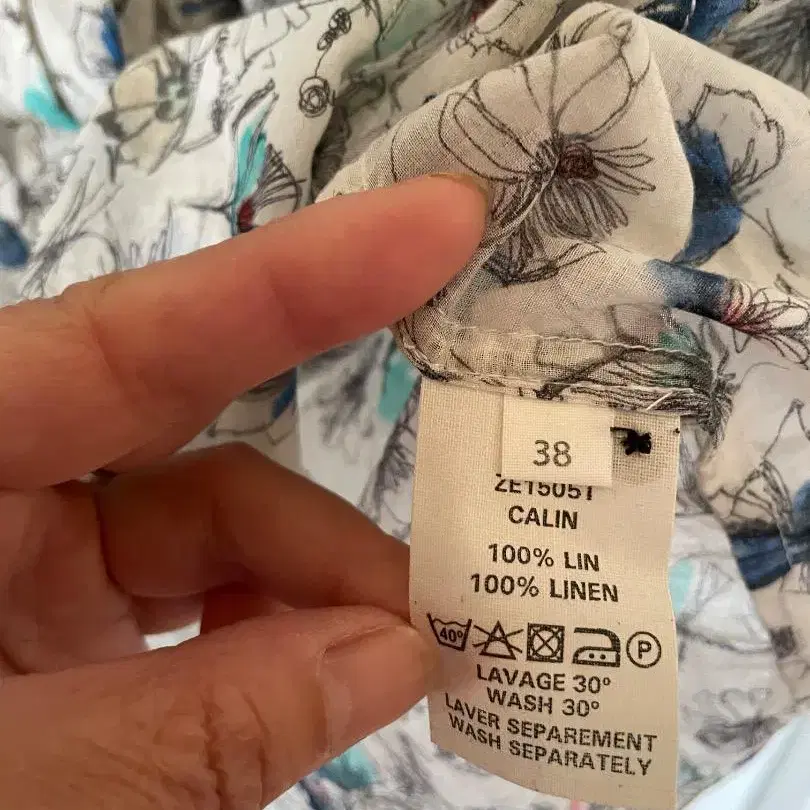 38
ZE15051
CALIN
100% LIN
100% LINEN
40°
P
LAVAGE 30°
WASH 30°
LAVER SEPAREMENT
WASH SEPARATELY